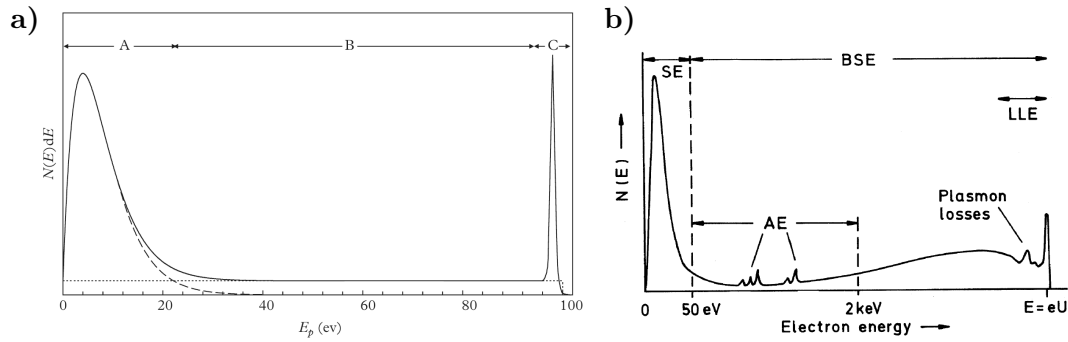 a)
A
B
C
N(E)dE
0
20
40
60
80
100
E_p (ev)
b)
SE
BSE
LLE
N(E)
AE
Plasmon
losses
0
50 eV
2 keV
E=eU
Electron energy